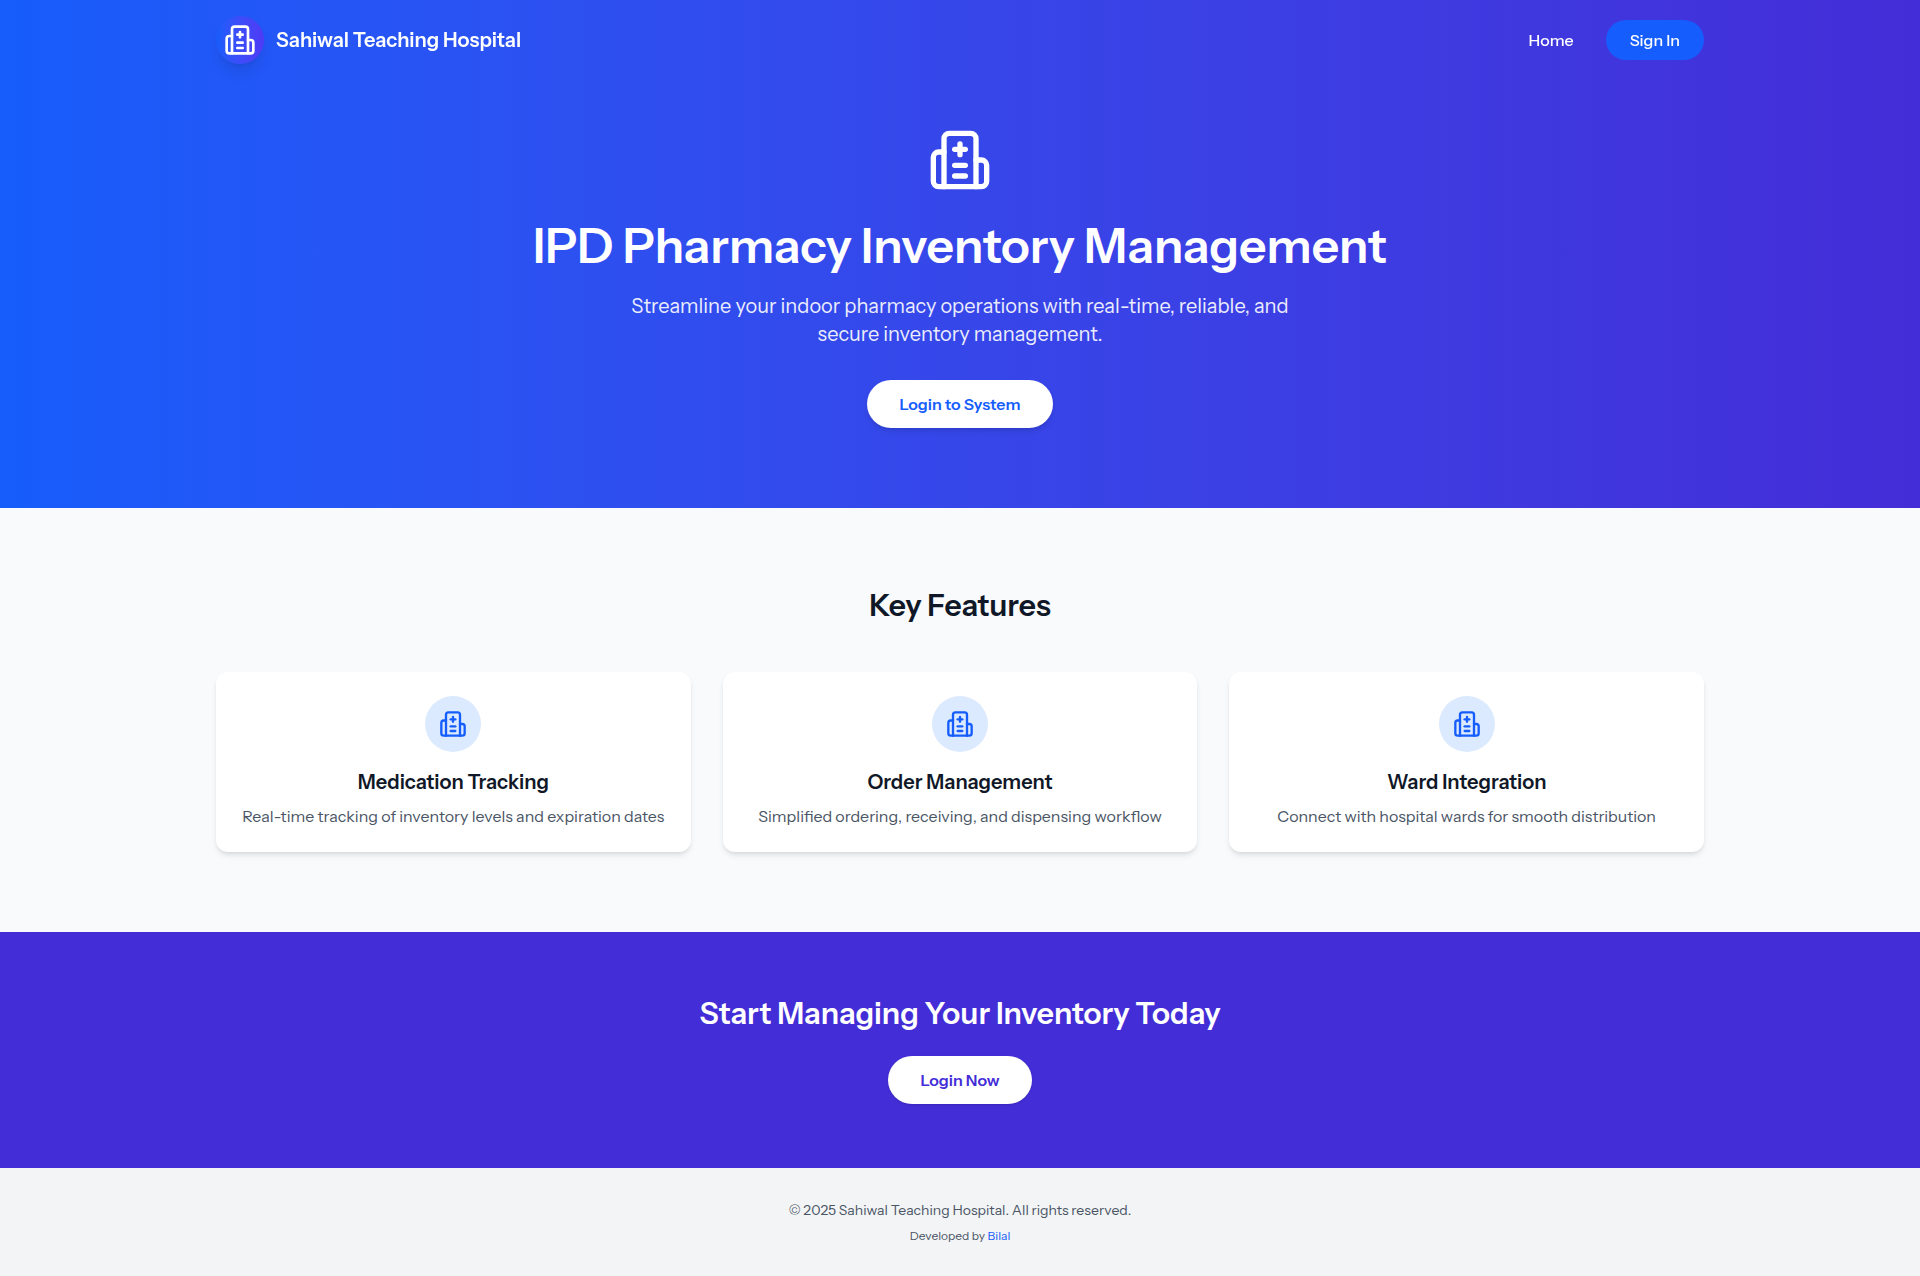 Sahiwal Teaching Hospital
Home
Sign In
IPD Pharmacy Inventory Management
Streamline your indoor pharmacy operations with real-time, reliable, and
secure inventory management.
Login to System
Key Features
Medication Tracking
Real-time tracking of inventory levels and expiration dates
Order Management
Simplified ordering, receiving, and dispensing workflow
Ward Integration
Connect with hospital wards for smooth distribution
Start Managing Your Inventory Today
Login Now
© 2025 Sahiwal Teaching Hospital. All rights reserved.
Developed by Bilal